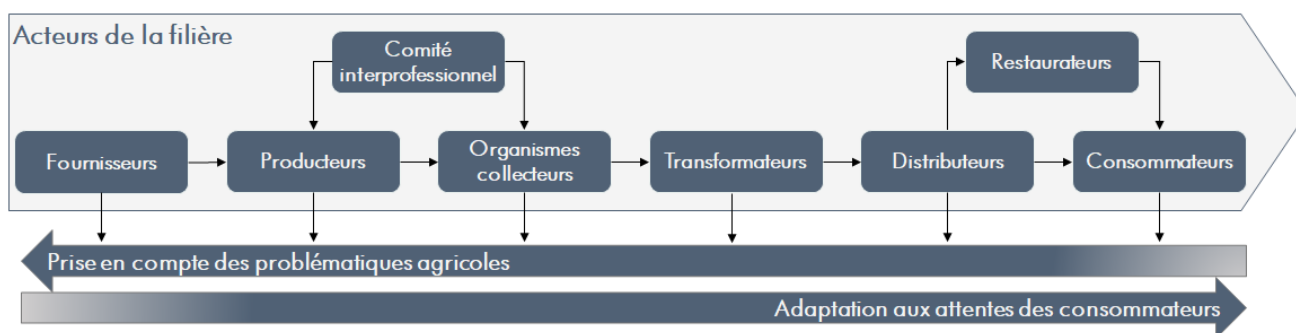 Acteurs de la filière
Comité
interprofessionnel
Restaurateurs
Fournisseurs
Producteurs
Organismes
collecteurs
Transformateurs
Distributeurs
Consommateurs
Prise en compte des problématiques agricoles
Adaptation aux attentes des consommateurs